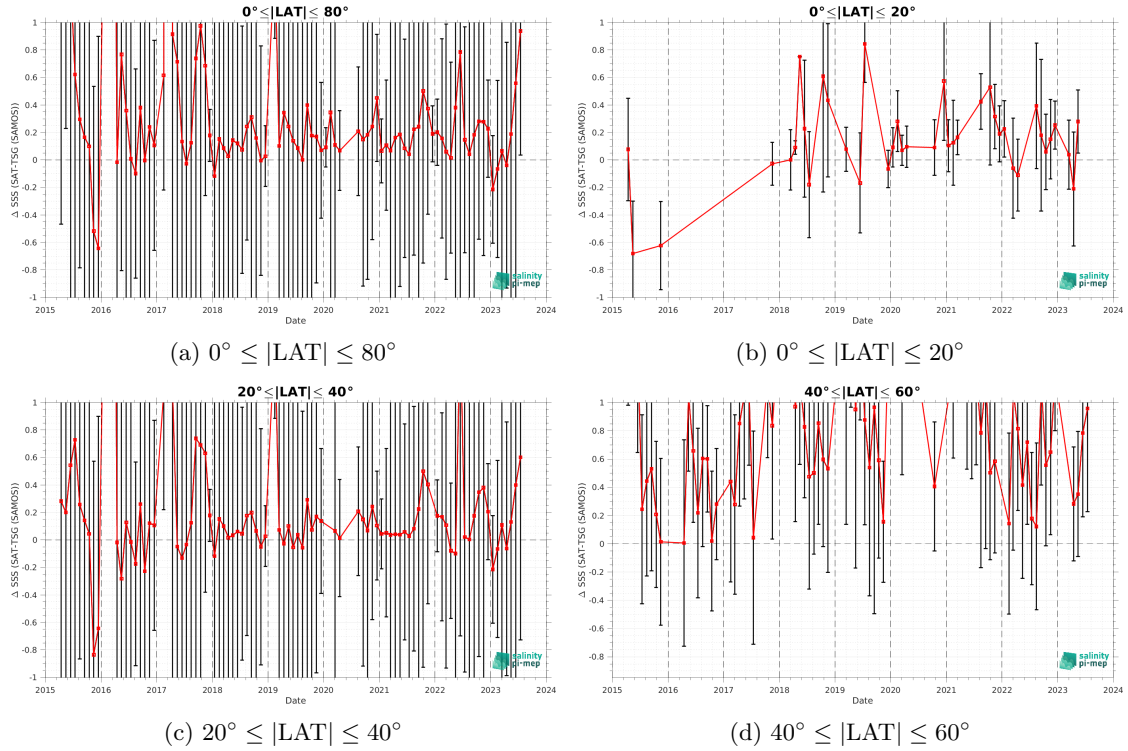 0°≤|LAT|≤ 80°
Δ SSS (SAT-TSG (SAMOS))
1
0.8
0.6
0.4
0.2
0
-0.2
-0.4
-0.6
-0.8
-1
2015 2016 2017 2018 2019 2020 2021 2022 2023 2024
Date
salinity
pi-mep
(a) 0° ≤ |LAT| ≤ 80°
0°≤|LAT|≤ 20°
Δ SSS (SAT-TSG (SAMOS))
1
0.8
0.6
0.4
0.2
0
-0.2
-0.4
-0.6
-0.8
-1
2015 2016 2017 2018 2019 2020 2021 2022 2023 2024
Date
salinity
pi-mep
(b) 0° ≤ |LAT| ≤ 20°
20°≤|LAT|≤ 40°
Δ SSS (SAT-TSG (SAMOS))
1
0.8
0.6
0.4
0.2
0
-0.2
-0.4
-0.6
-0.8
-1
2015 2016 2017 2018 2019 2020 2021 2022 2023 2024
Date
salinity
pi-mep
(c) 20° ≤ |LAT| ≤ 40°
40°≤|LAT|≤ 60°
Δ SSS (SAT-TSG (SAMOS))
1
0.8
0.6
0.4
0.2
0
-0.2
-0.4
-0.6
-0.8
2015 2016 2017 2018 2019 2020 2021 2022 2023 2024
Date
salinity
pi-mep
(d) 40° ≤ |LAT| ≤ 60°